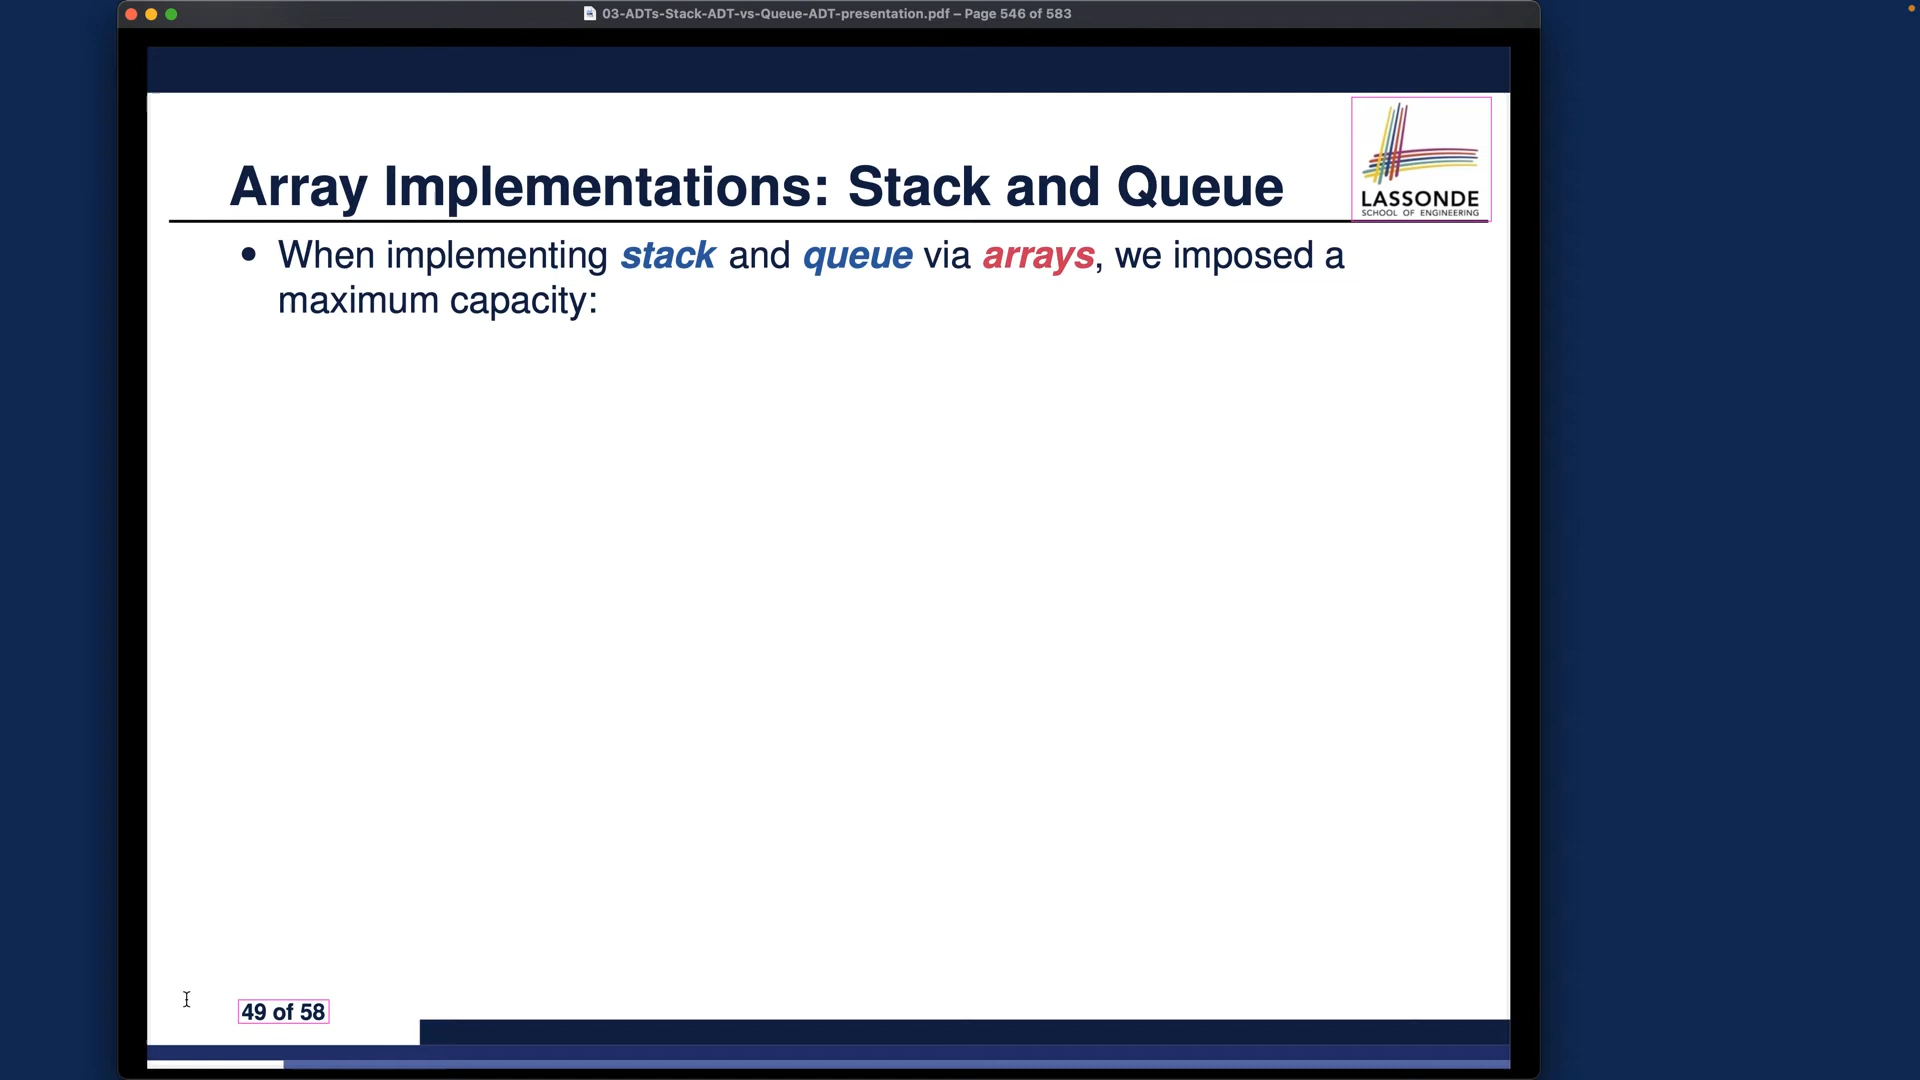 03-ADTs-Stack-ADT-vs-Queue-ADT-presentation.pdf – Page 546 of 583
LASSONDE
SCHOOL OF ENGINEERING
Array Implementations: Stack and Queue
• When implementing stack and queue via arrays, we imposed a
maximum capacity:
49 of 58